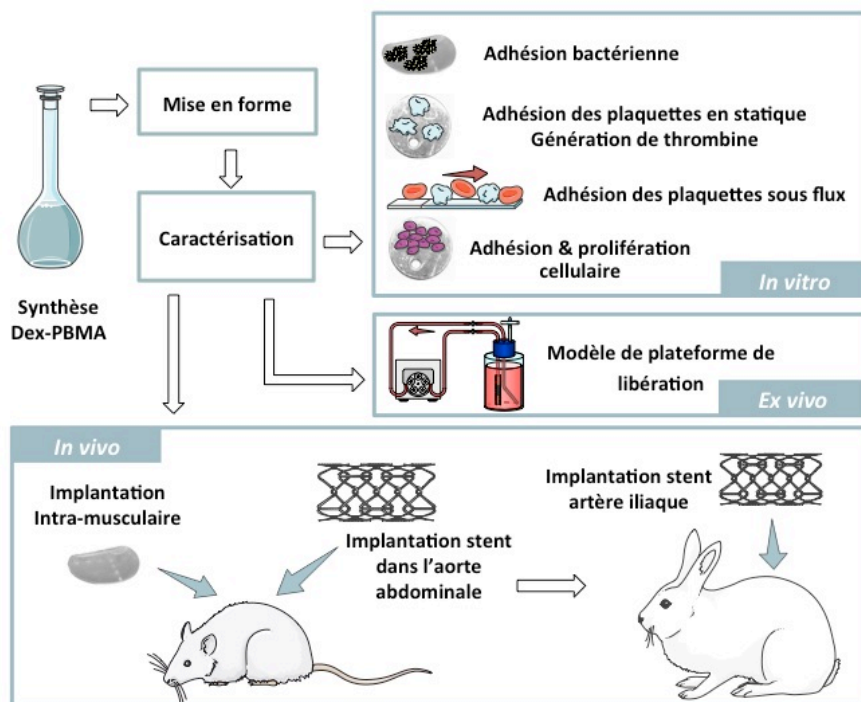 Mise en forme
Caractérisation
Synthèse
Dex-PBMA
Adhésion bactérienne
Adhésion des plaquettes en statique
Génération de thrombine
Adhésion des plaquettes sous flux
Adhésion & prolifération
cellulaire
In vitro
Modèle de plateforme de
libération
Ex vivo
In vivo
Implantation
Intra-musculaire
Implantation stent
dans l'aorte
abdominale
Implantation stent
artère iliaque